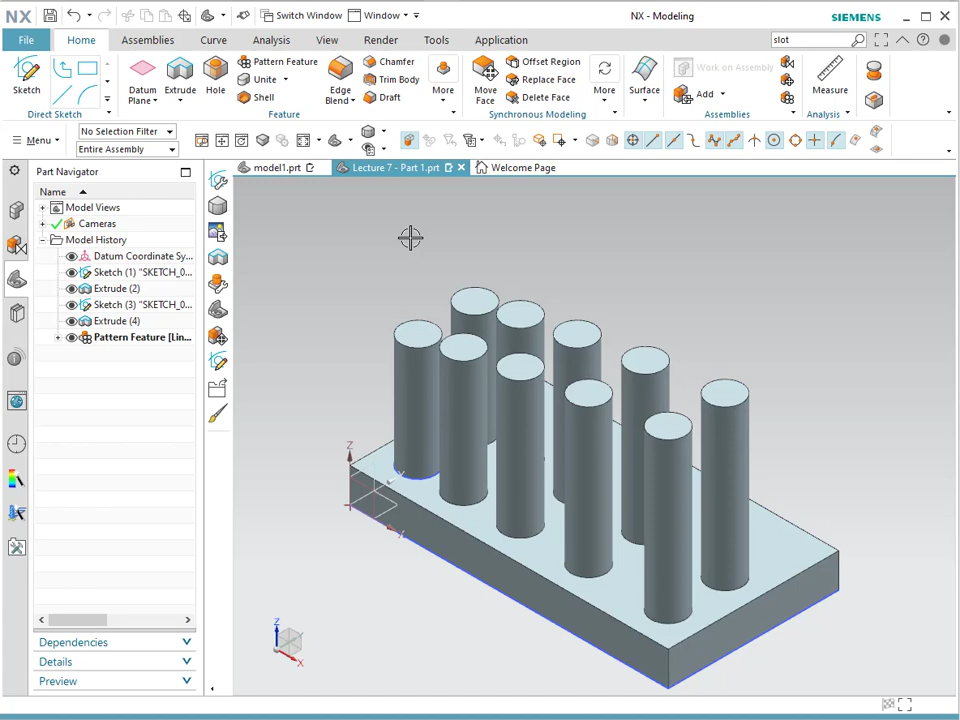 NX Switch Window Window NX - Modeling SIEMENS
File Home Assemblies Curve Analysis View Render Tools Application slot
Sketch Datum Plane Extrude Hole Pattern Feature Unite Shell Edge Blend Chamfer Trim Body Draft More Move Face Offset Region Replace Face Delete Face More Surface Work on Assembly Add Measure
Direct Sketch Feature Synchronous Modeling Assemblies Analysis
Menu No Selection Filter
Entire Assembly
Part Navigator model1.prt Lecture 7 - Part 1.prt Welcome Page
Name
Model Views
Cameras
Model History
Datum Coordinate Sy...
Sketch (1) "SKETCH_0...
Extrude (2)
Sketch (3) "SKETCH_0...
Extrude (4)
Pattern Feature [Lin...
Z
Z
X
Dependencies
Details
Preview